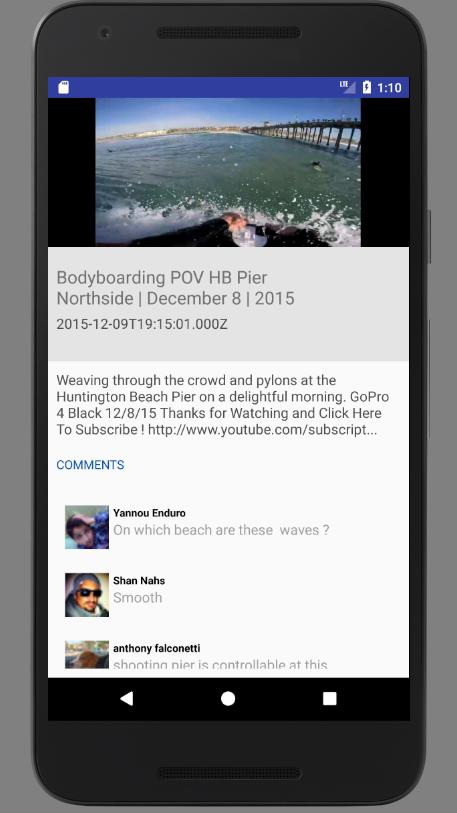 LTE 1:10
Bodyboarding POV HB Pier
Northside | December 8 | 2015
2015-12-09T19:15:01.000Z
Weaving through the crowd and pylons at the
Huntington Beach Pier on a delightful morning. GoPro
4 Black 12/8/15 Thanks for Watching and Click Here
To Subscribe ! http://www.youtube.com/subscript...
COMMENTS
Yannou Enduro
On which beach are these  waves ?
Shan Nahs
Smooth
anthony falconetti
shooting pier is controllable at this